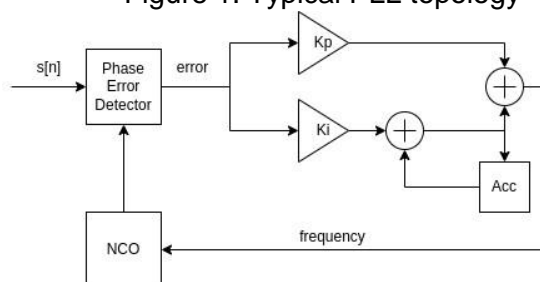 Figure 1: Typical PLL topology
s[n]
Phase
Error
Detector
error
Kp
Ki
Acc
NCO
frequency